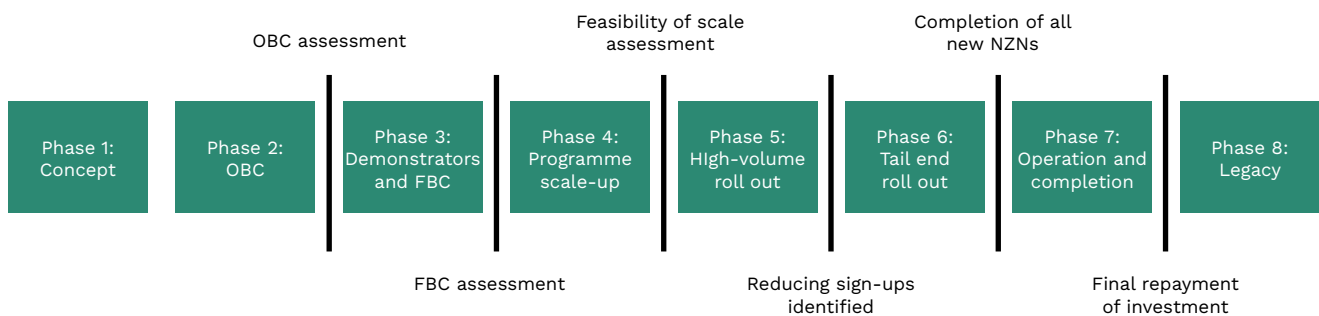 OBC assessment
Feasibility of scale
assessment
Completion of all
new NZNs
Phase 1:
Concept
Phase 2:
OBC
Phase 3:
Demonstrators
and FBC
Phase 4:
Programme
scale-up
Phase 5:
HIgh-volume
roll out
Phase 6:
Tail end
roll out
Phase 7:
Operation and
completion
Phase 8:
Legacy
FBC assessment
Reducing sign-ups
identified
Final repayment
of investment